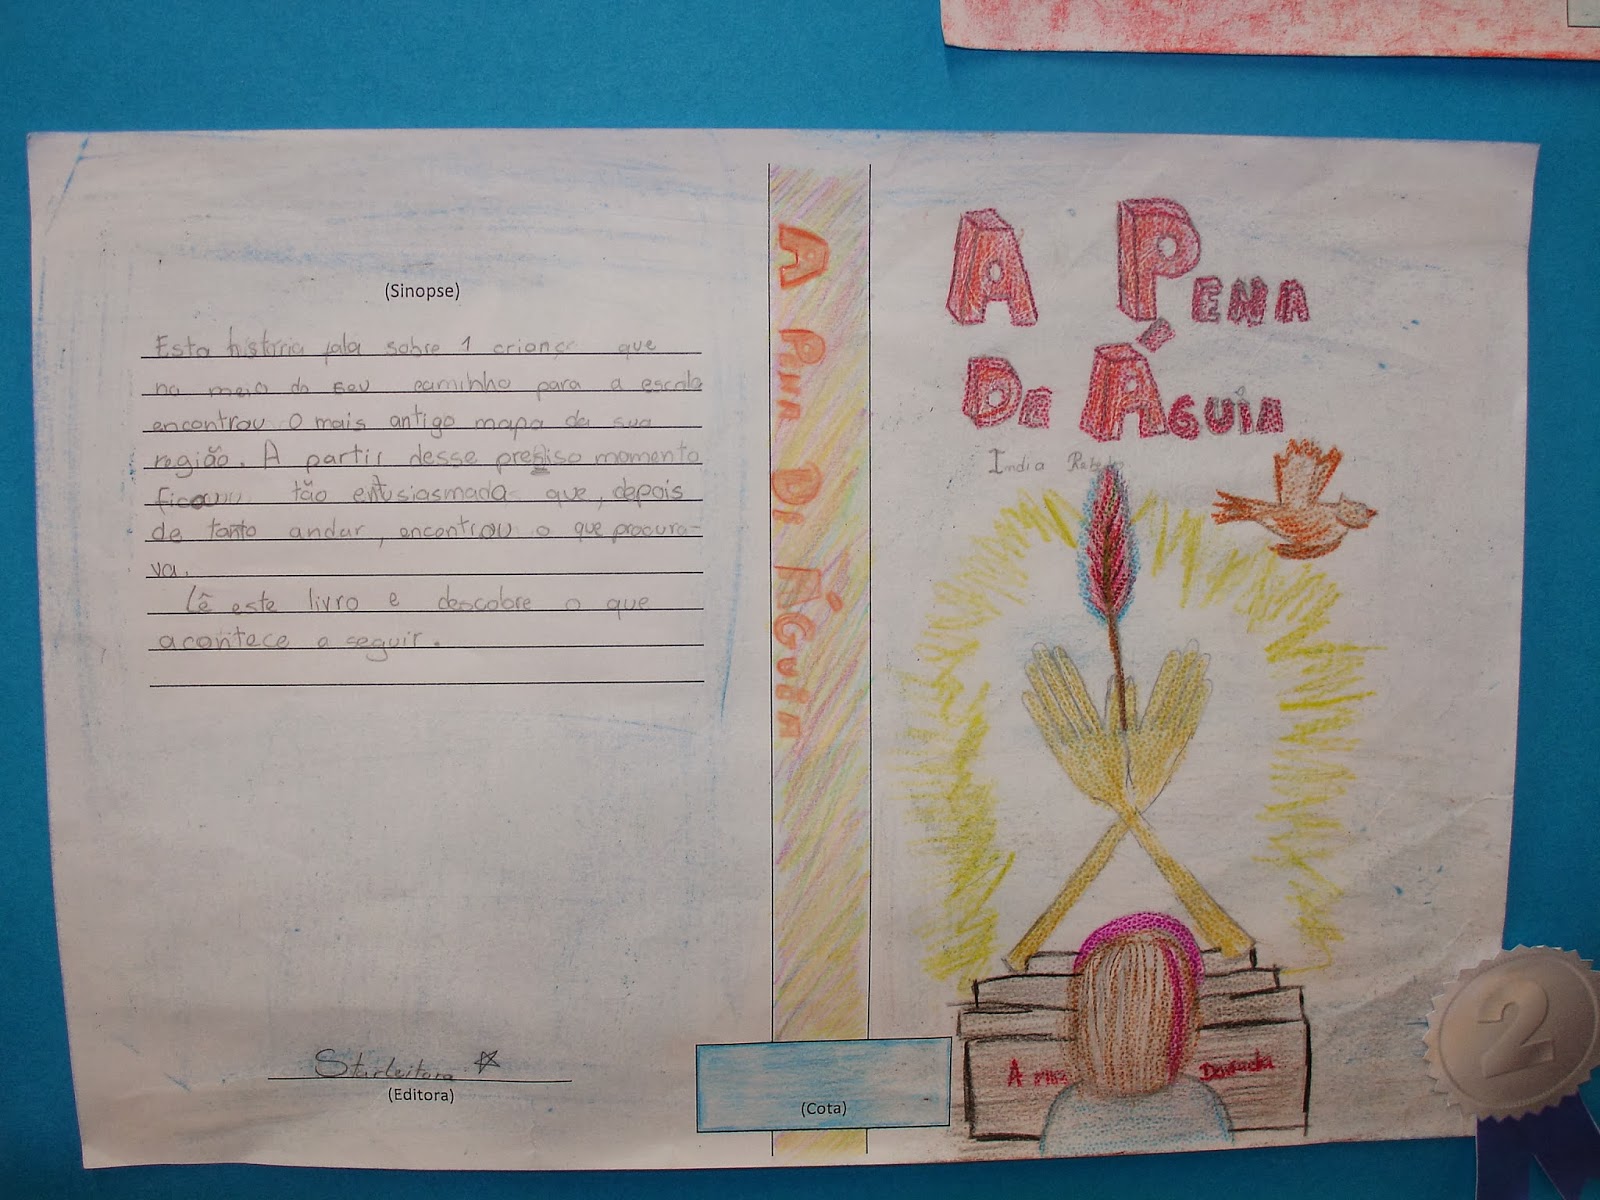 (Sinopse)
Esta história fala sobre 1 criança que
no meio do seu caminho para a escola
encontrou o mais antigo mapa da sua
região. A partir desse presiso momento
ficou tão entusiasmada que, depois
de tanto andar, encontrou o que procura-
va.
Lê este livro e descobre o que
acontece a seguir.
Starleitora
(Editora)
A PENA DE ÁGUIA
(Cota)
A PENA
DE ÁGUIA
India
A
2